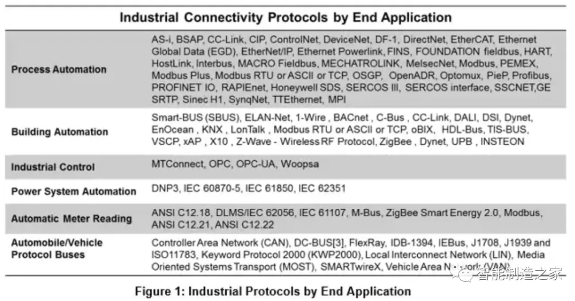 Industrial Connectivity Protocols by End Application
Process Automation
AS-i, BSAP, CC-Link, CIP, ControlNet, DeviceNet, DF-1, DirectNet, EtherCAT, Ethernet
Global Data (EGD), EtherNet/IP, Ethernet Powerlink, FINS, FOUNDATION fieldbus, HART,
HostLink, Interbus, MACRO Fieldbus, MECHATROLINK, MelsecNet, Modbus, PEMEX,
Modbus Plus, Modbus RTU or ASCII or TCP, OSGP, OpenADR, Optomux, PieP, Profibus,
PROFINET IO, RAPIEnet, Honeywell SDS, SERCOS III, SERCOS interface, SSCNET,GE
SRTP, Sinec H1, SynqNet, TTEthernet, MPI
Building Automation
Smart-BUS (SBUS), ELAN-Net, 1-Wire , BACnet , C-Bus , CC-Link, DALI, DSI, Dynet,
EnOcean , KNX , LonTalk , Modbus RTU or ASCII or TCP, oBIX, HDL-Bus, TIS-BUS,
VSCP, xAP , X10 , Z-Wave - Wireless RF Protocol, ZigBee , Dynet, UPB , INSTEON
Industrial Control
MTConnect, OPC, OPC-UA, Woopsa
Power System Automation
DNP3, IEC 60870-5, IEC 61850, IEC 62351
Automatic Meter Reading
ANSI C12.18, DLMS/IEC 62056, IEC 61107, M-Bus, ZigBee Smart Energy 2.0, Modbus,
ANSI C12.21, ANSI C12.22
Automobile/Vehicle
Protocol Buses
Controller Area Network (CAN), DC-BUS[3], FlexRay, IDB-1394, IEBus, J1708, J1939 and
ISO11783, Keyword Protocol 2000 (KWP2000), Local Interconnect Network (LIN), Media
Oriented Systems Transport (MOST), SMARTwireX, Vehicle Area Network (VAN)
智能制造之家
Figure 1: Industrial Protocols by End Application